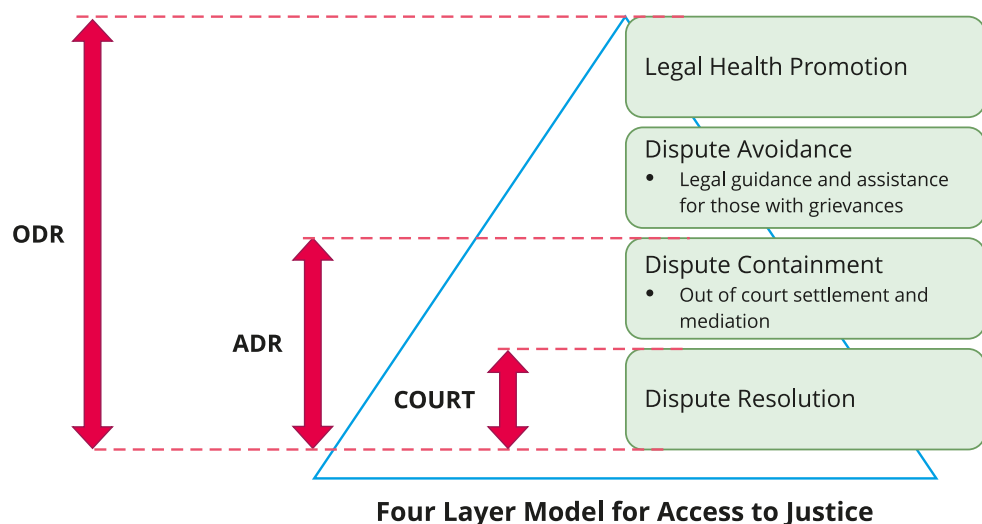 Legal Health Promotion
Dispute Avoidance
• Legal guidance and assistance
for those with grievances
ODR
Dispute Containment
• Out of court settlement and
mediation
ADR
COURT
Dispute Resolution
Four Layer Model for Access to Justice